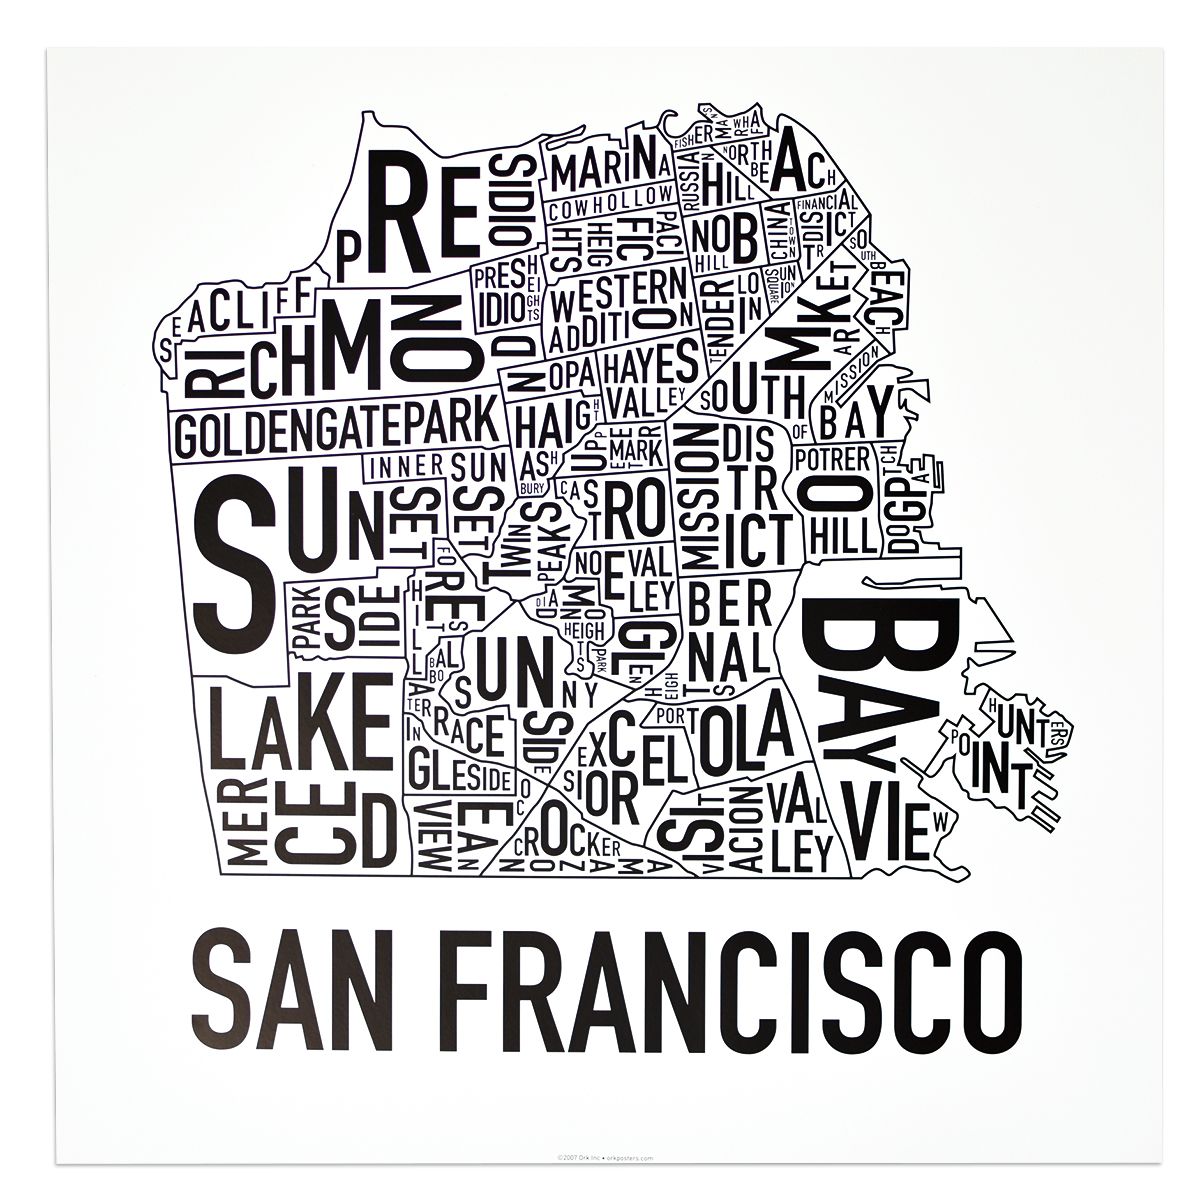 PRESIDIO
MARINA
COW HOLLOW
FISHERMANS WHARF
RUSSIAN HILL
NORTH BEACH
SEACLIFF
RICHMOND
PRESIDIO HEIGHTS
PACIFIC HEIGHTS
NOB HILL
CHINATOWN
FINANCIAL DISTRICT
WESTERN ADDITION
TENDERLOIN
UNION SQUARE
SOUTH BEACH
SOUTH OF MARKET
MISSION BAY
GOLDENGATEPARK
NOPA
HAYES VALLEY
HAIGHT ASHBURY
UPPER MARKET
MISSION DISTRICT
POTRERO HILL
DOGPATCH
SUNSET
INNER SUNSET
TWIN PEAKS
CASTRO
NOE VALLEY
PARKSIDE
FOREST HILL
DIAMOND HEIGHTS
GLEN PARK
BERNAL HEIGHTS
BAYVIEW
HUNTERS POINT
LAKE MERCED
BALBOA TERRACE
SUNNYSIDE
INGLESIDE
EXCELSIOR
PORTOLA
OCEAN VIEW
CROCKER AMAZON
VISITACION VALLEY
SAN FRANCISCO
©2007 Ork Inc • orkposters.com